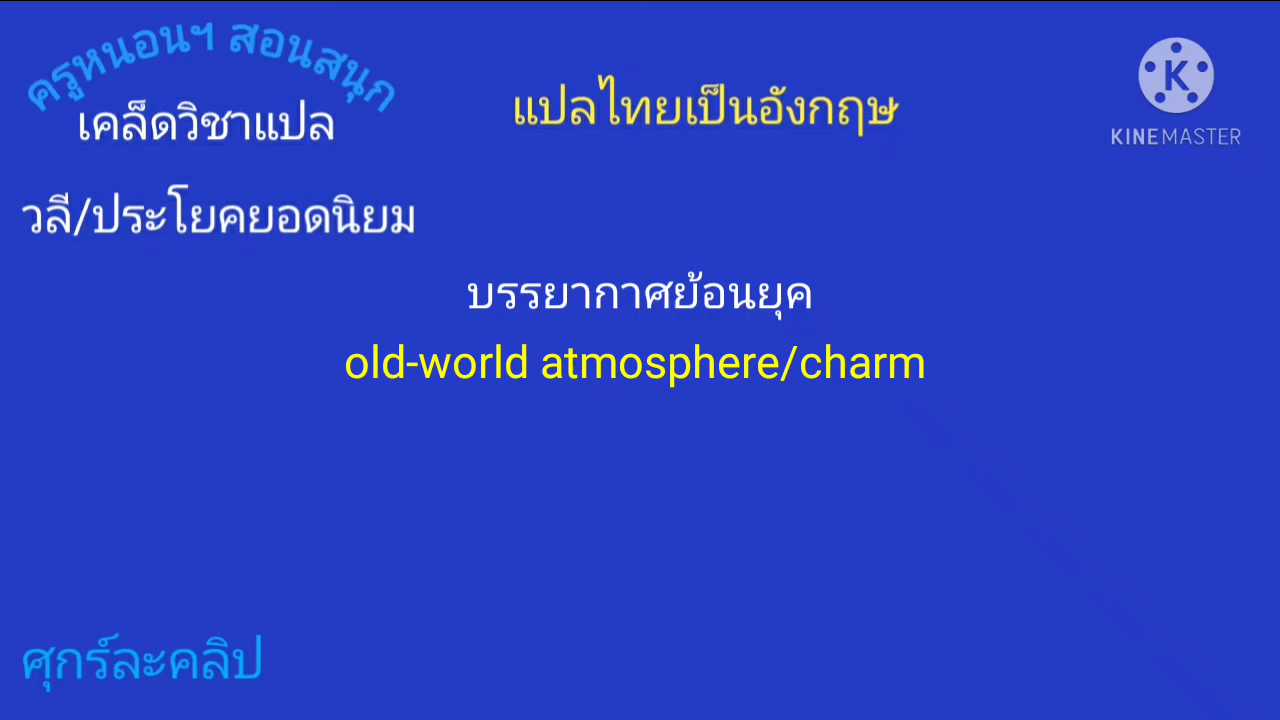 ครูหนอนฯ สอนสนุก
เคล็ดวิชาแปล
แปลไทยเป็นอังกฤษ
KINEMASTER
วลี/ประโยคยอดนิยม
บรรยากาศย้อนยุค
old-world atmosphere/charm
ศุกร์ละคลิป